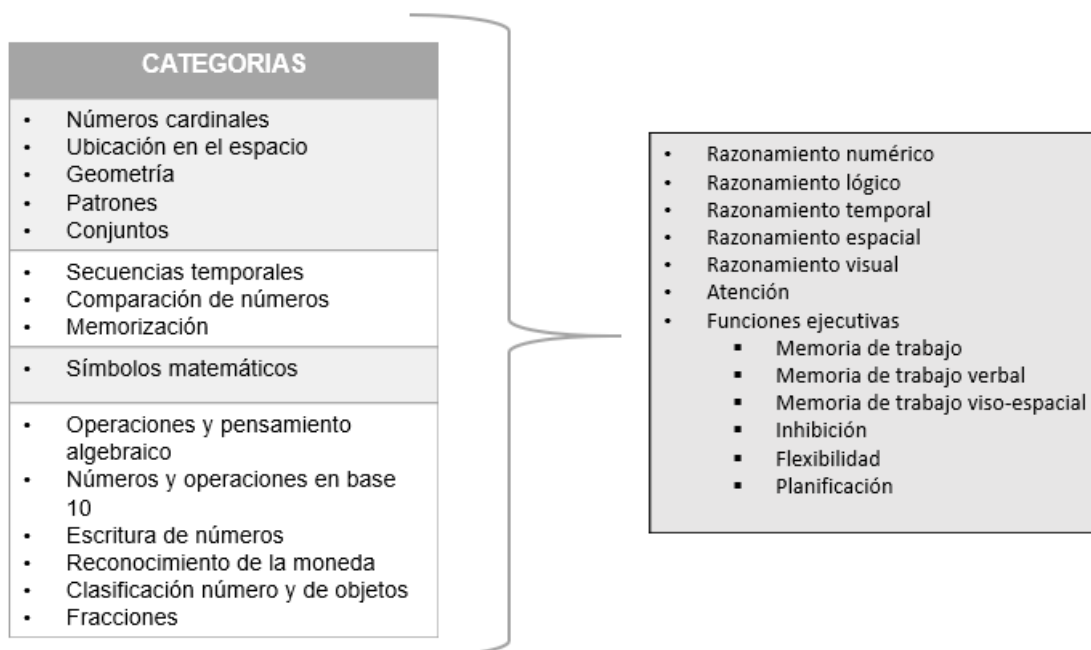 CATEGORIAS
• Números cardinales
• Ubicación en el espacio
• Geometría
• Patrones
• Conjuntos
• Secuencias temporales
• Comparación de números
• Memorización
• Símbolos matemáticos
• Operaciones y pensamiento
algebraico
• Números y operaciones en base
10
• Escritura de números
• Reconocimiento de la moneda
• Clasificación número y de objetos
• Fracciones
• Razonamiento numérico
• Razonamiento lógico
• Razonamiento temporal
• Razonamiento espacial
• Razonamiento visual
• Atención
• Funciones ejecutivas
▪ Memoria de trabajo
▪ Memoria de trabajo verbal
▪ Memoria de trabajo viso-espacial
▪ Inhibición
▪ Flexibilidad
▪ Planificación